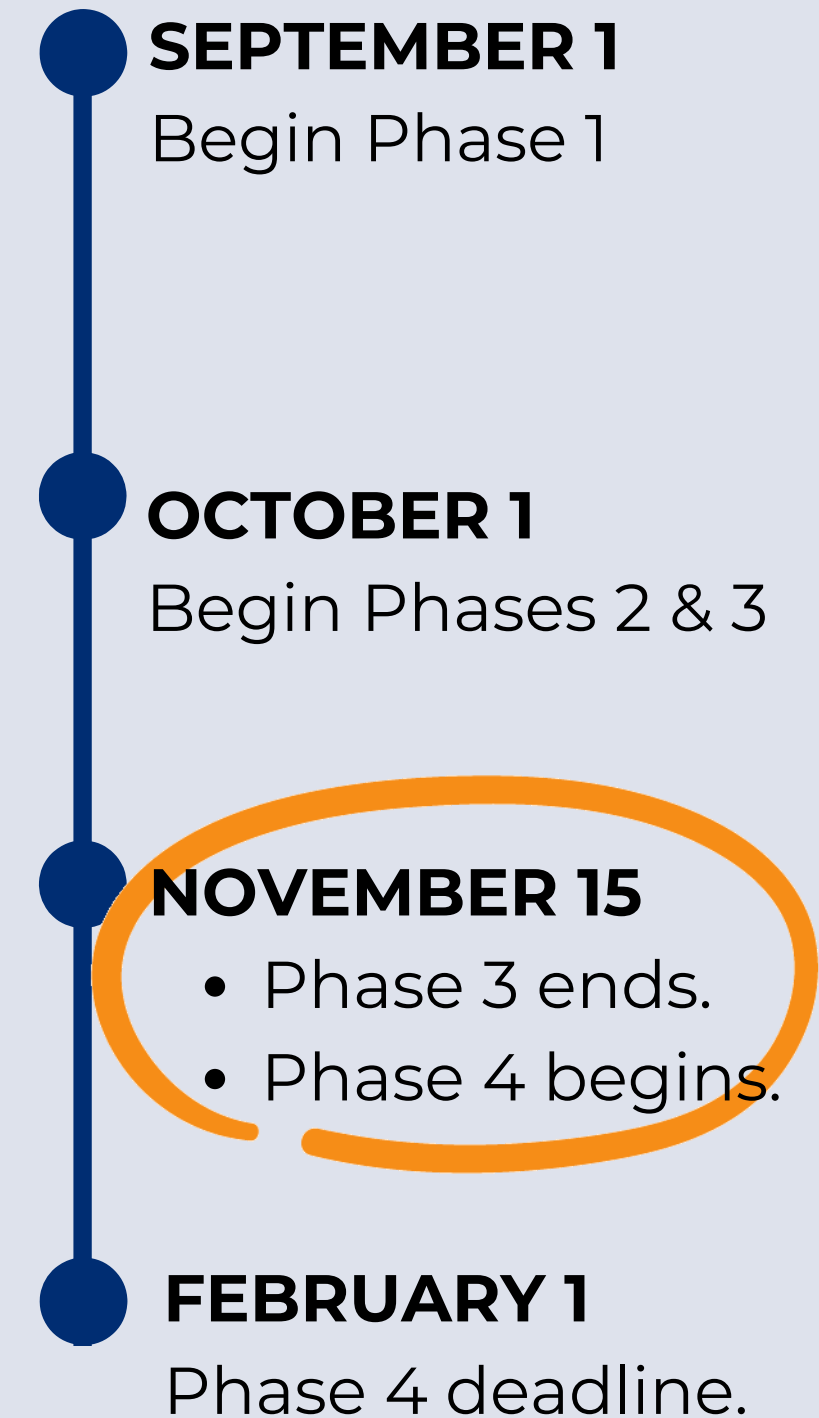 SEPTEMBER 1
Begin Phase 1
OCTOBER 1
Begin Phases 2 & 3
NOVEMBER 15
• Phase 3 ends.
• Phase 4 begins.
FEBRUARY 1
Phase 4 deadline.